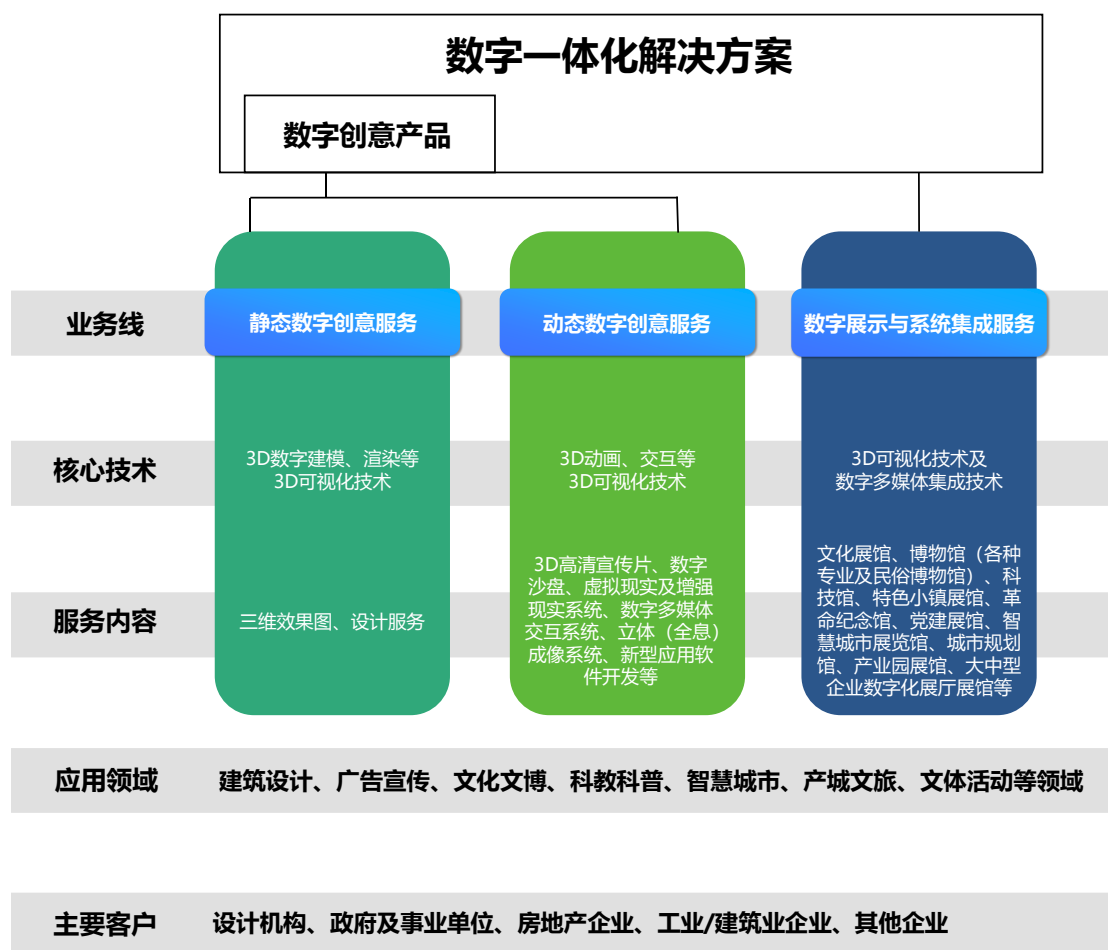 数字一体化解决方案
数字创意产品
业务线
静态数字创意服务
动态数字创意服务
数字展示与系统集成服务
核心技术
3D数字建模、渲染等
3D可视化技术
3D动画、交互等
3D可视化技术
3D可视化技术及
数字多媒体集成技术
服务内容
三维效果图、设计服务
3D高清宣传片、数字
沙盘、虚拟现实及增强
现实系统、数字多媒体
交互系统、立体（全息）
成像系统、新型应用软
件开发等
文化展馆、博物馆（各种
专业及民俗博物馆）、科
技馆、特色小镇展馆、革
命纪念馆、党建展馆、智
慧城市展览馆、城市规划
馆、产业园展馆、大中型
企业数字化展厅展馆等
应用领域
建筑设计、广告宣传、文化文博、科教科普、智慧城市、产城文旅、文体活动等领域
主要客户
设计机构、政府及事业单位、房地产企业、工业/建筑业企业、其他企业